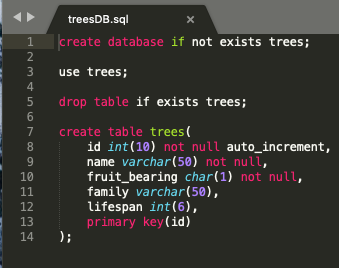 treesDB.sql
1 create database if not exists trees;
2
3 use trees;
4
5 drop table if exists trees;
6
7 create table trees(
8 id int(10) not null auto_increment,
9 name varchar(50) not null,
10 fruit_bearing char(1) not null,
11 family varchar(50),
12 lifespan int(6),
13 primary key(id)
14 );